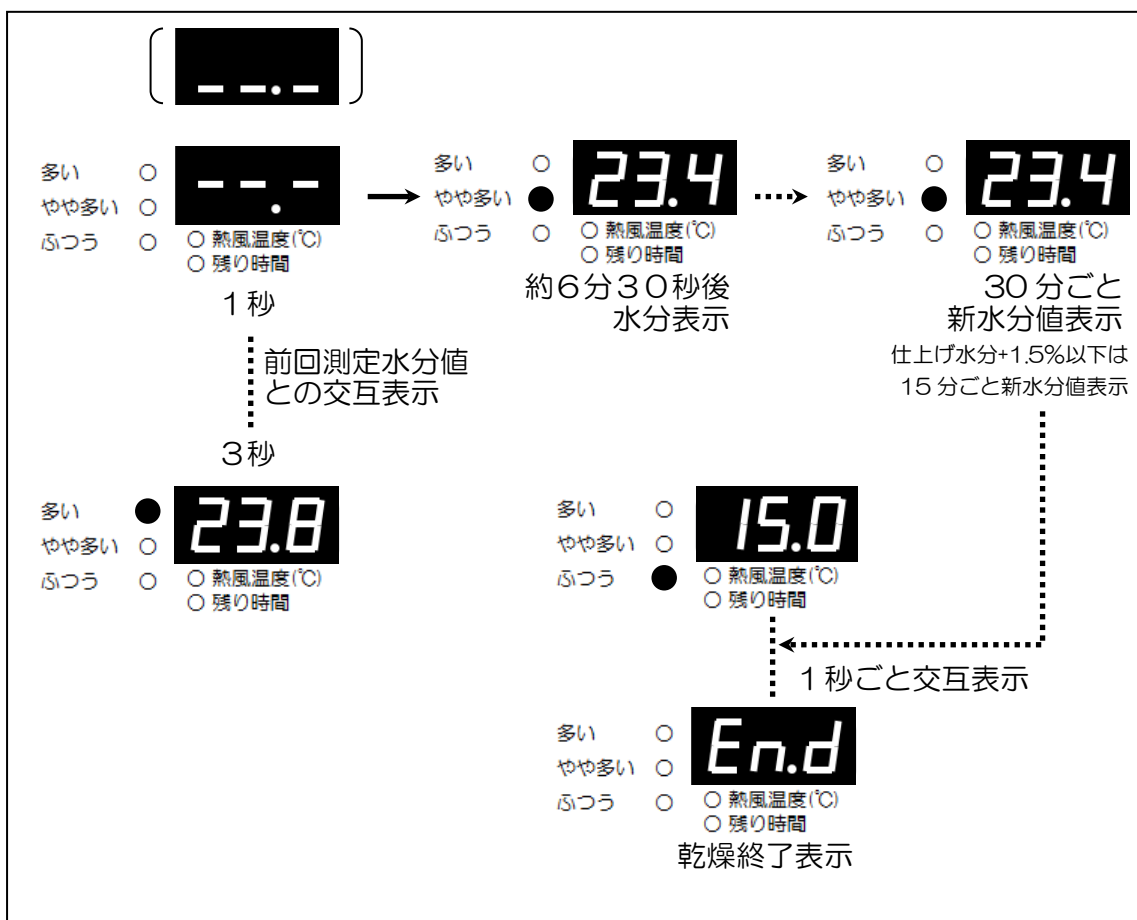 ( _ _._ )
多い ○
やや多い ○
ふつう ○
- -.-
○ 熱風温度(℃)
○ 残り時間
1秒
前回測定水分値
との交互表示
3秒
多い ●
やや多い ○
ふつう ○
23.8
○ 熱風温度(℃)
○ 残り時間
多い ○
やや多い ●
ふつう ○
23.4
○ 熱風温度(℃)
○ 残り時間
約6分30秒後
水分表示
多い ○
やや多い ●
ふつう ○
23.4
○ 熱風温度(℃)
○ 残り時間
30分ごと
新水分値表示
仕上げ水分+1.5%以下は
15分ごと新水分値表示
多い ○
やや多い ○
ふつう ●
15.0
○ 熱風温度(℃)
○ 残り時間
1秒ごと交互表示
多い ○
やや多い ○
ふつう ○
En.d
○ 熱風温度(℃)
○ 残り時間
乾燥終了表示